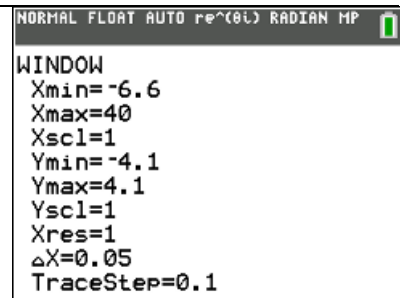 NORMAL FLOAT AUTO re^(θi) RADIAN MP
WINDOW
Xmin=-6.6
Xmax=40
Xscl=1
Ymin=-4.1
Ymax=4.1
Yscl=1
Xres=1
△X=0.05
TraceStep=0.1